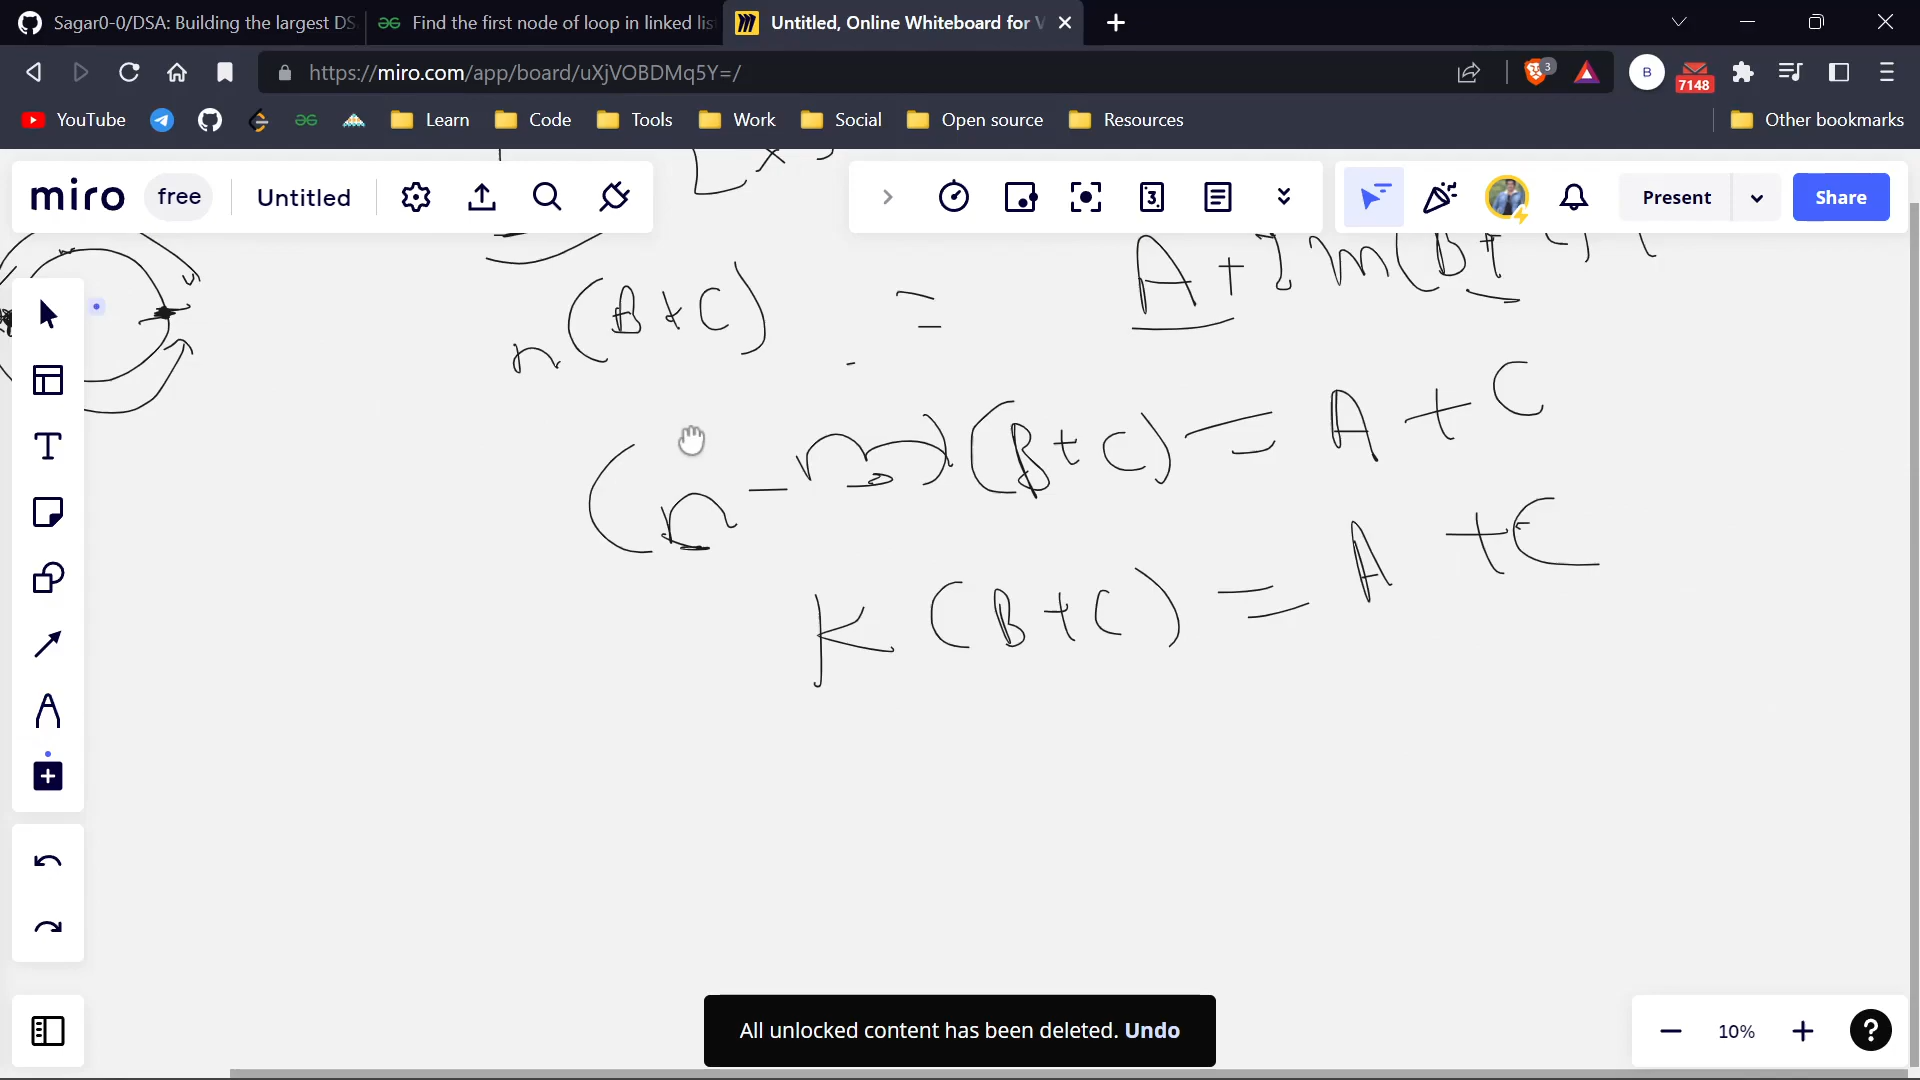 Sagar0-0/DSA: Building the largest DS
Find the first node of loop in linked lis
Untitled, Online Whiteboard for V
https://miro.com/app/board/uXjVOBDMq5Y=/
3
B
7148
YouTube
Learn
Code
Tools
Work
Social
Open source
Resources
Other bookmarks
miro
free
Untitled
3
Present
Share
n(B+C) =
(n-m)(B+C) = A+C
K(B+C) = A+C
T
All unlocked content has been deleted. Undo
10%
?